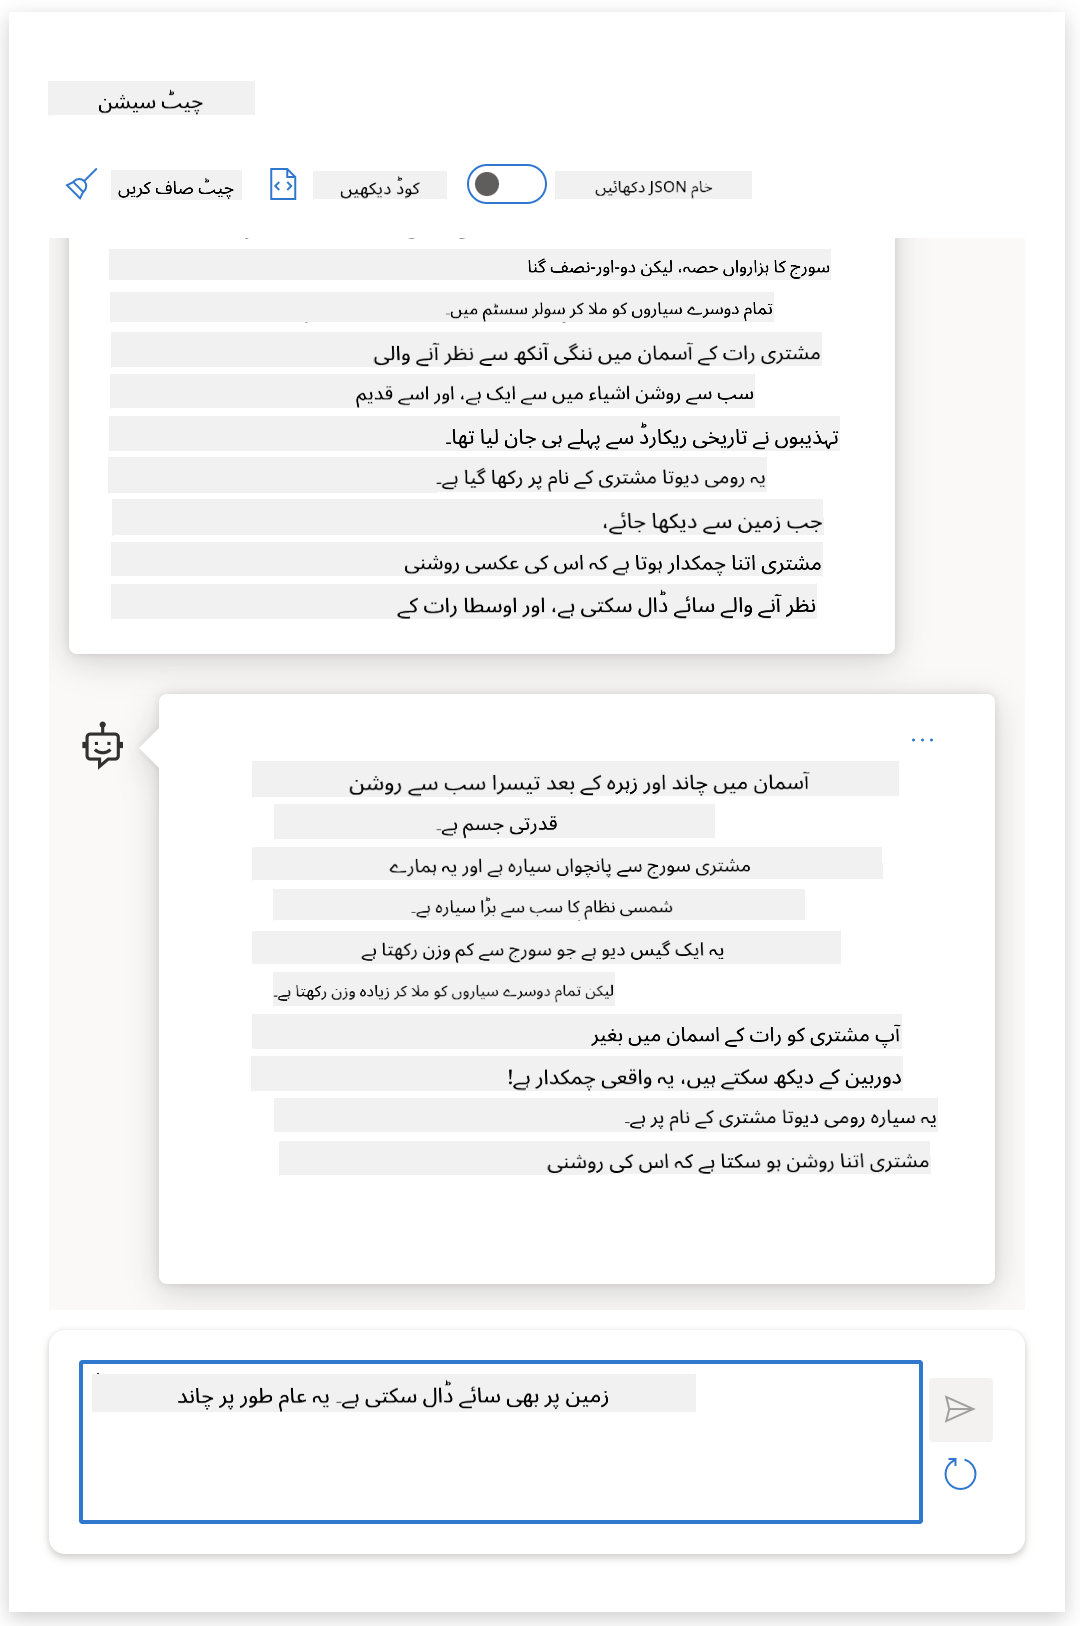 چیٹ سیشن
چیٹ صاف کریں
کوڈ دیکھیں
خام JSON دکھائیں
سورج کا ہزارواں حصہ، لیکن دو-اور-نصف گنا
تمام دوسرے سیاروں کو ملا کر سولر سسٹم میں۔
مشتری رات کے آسمان میں ننگی آنکھ سے نظر آنے والی
سب سے روشن اشیاء میں سے ایک ہے، اور اسے قدیم
تہذیبوں نے تاریخی ریکارڈ سے پہلے ہی جان لیا تھا۔
یہ رومی دیوتا مشتری کے نام پر رکھا گیا ہے۔
جب زمین سے دیکھا جائے،
مشتری اتنا چمکدار ہوتا ہے کہ اس کی عکسی روشنی
نظر آنے والے سائے ڈال سکتی ہے، اور اوسطا رات کے
آسمان میں چاند اور زہرہ کے بعد تیسرا سب سے روشن
قدرتی جسم ہے۔
مشتری سورج سے پانچواں سیارہ ہے اور یہ ہمارے
شمسی نظام کا سب سے بڑا سیارہ ہے۔
یہ ایک گیس دیو ہے جو سورج سے کم وزن رکھتا ہے
لیکن تمام دوسرے سیاروں کو ملا کر زیادہ وزن رکھتا ہے۔
آپ مشتری کو رات کے اسمان میں بغیر
دوربین کے دیکھ سکتے ہیں، یہ واقعی چمکدار ہے!
یہ سیارہ رومی دیوتا مشتری کے نام پر ہے۔
مشتری اتنا روشن ہو سکتا ہے کہ اس کی روشنی
زمین پر بھی سائے ڈال سکتی ہے۔ یہ عام طور پر چاند